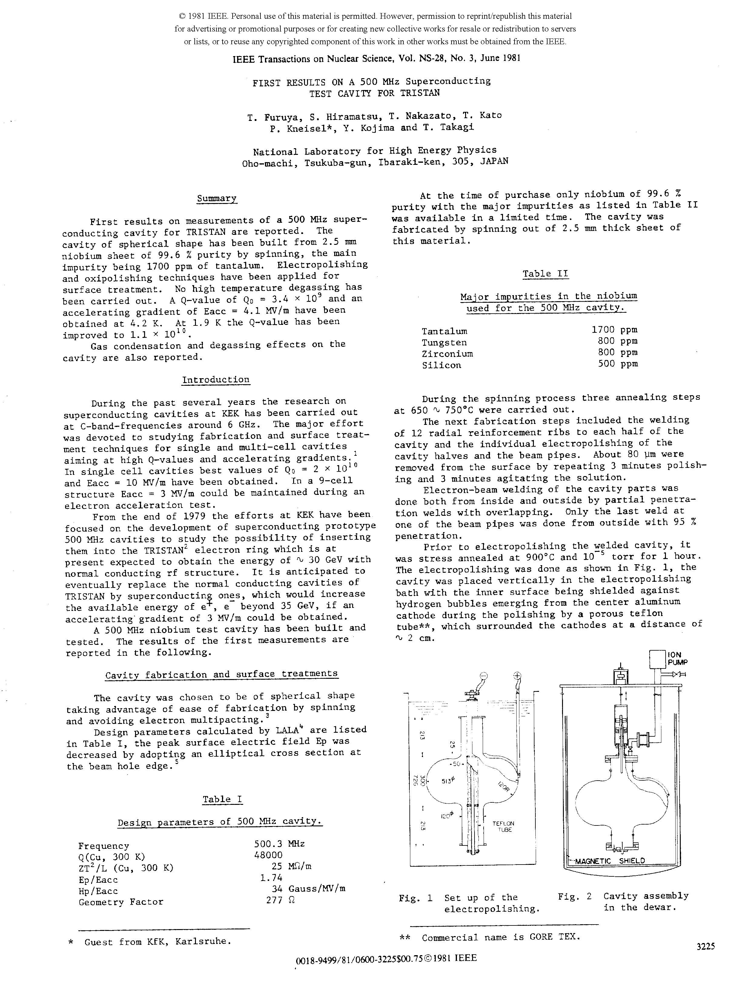 © 1981 IEEE. Personal use of this material is permitted. However, permission to reprint/republish this material
for advertising or promotional purposes or for creating new collective works for resale or redistribution to servers
or lists, or to reuse any copyrighted component of this work in other works must be obtained from the IEEE.
IEEE Transactions on Nuclear Science, Vol. NS-28, No. 3, June 1981
FIRST RESULTS ON A 500 MHz Superconducting
TEST CAVITY FOR TRISTAN
T. Furuya, S. Hiramatsu, T. Nakazato, T. Kato
P. Kneisel*, Y. Kojima and T. Takagi
National Laboratory for High Energy Physics
Oho-machi, Tsukuba-gun, Ibaraki-ken, 305, JAPAN
Summary
First results on measurements of a 500 MHz super-
conducting cavity for TRISTAN are reported. The
cavity of spherical shape has been built from 2.5 mm
niobium sheet of 99.6 % purity by spinning, the main
impurity being 1700 ppm of tantalum. Electropolishing
and oxipolishing techniques have been applied for
surface treatment. No high temperature degassing has
been carried out. A Q-value of Q₀ = 3.4 × 10⁹ and an
accelerating gradient of Eacc = 4.1 MV/m have been
obtained at 4.2 K. At 1.9 K the Q-value has been
improved to 1.1 × 10¹⁰.
Gas condensation and degassing effects on the
cavity are also reported.
Introduction
During the past several years the research on
superconducting cavities at KEK has been carried out
at C-band-frequencies around 6 GHz. The major effort
was devoted to studying fabrication and surface treat-
ment techniques for single and multi-cell cavities
aiming at high Q-values and accelerating gradients.¹
In single cell cavities best values of Q₀ = 2 × 10¹⁰
and Eacc = 10 MV/m have been obtained. In a 9-cell
structure Eacc = 3 MV/m could be maintained during an
electron acceleration test.
From the end of 1979 the efforts at KEK have been
focused on the development of superconducting prototype
500 MHz cavities to study the possibility of inserting
them into the TRISTAN² electron ring which is at
present expected to obtain the energy of ∿ 30 GeV with
normal conducting rf structure. It is anticipated to
eventually replace the normal conducting cavities of
TRISTAN by superconducting ones, which would increase
the available energy of e⁺, e⁻ beyond 35 GeV, if an
accelerating gradient of 3 MV/m could be obtained.
A 500 MHz niobium test cavity has been built and
tested. The results of the first measurements are
reported in the following.
Cavity fabrication and surface treatments
The cavity was chosen to be of spherical shape
taking advantage of ease of fabrication by spinning
and avoiding electron multipacting.³
Design parameters calculated by LALA⁴ are listed
in Table I, the peak surface electric field Ep was
decreased by adopting an elliptical cross section at
the beam hole edge.⁵
Table I
Design parameters of 500 MHz cavity.
Frequency 500.3 MHz
Q(Cu, 300 K) 48000
ZT²/L (Cu, 300 K) 25 MΩ/m
Ep/Eacc 1.74
Hp/Eacc 34 Gauss/MV/m
Geometry Factor 277 Ω
* Guest from KfK, Karlsruhe.
At the time of purchase only niobium of 99.6 %
purity with the major impurities as listed in Table II
was available in a limited time. The cavity was
fabricated by spinning out of 2.5 mm thick sheet of
this material.
Table II
Major impurities in the niobium
used for the 500 MHz cavity.
Tantalum 1700 ppm
Tungsten 800 ppm
Zirconium 800 ppm
Silicon 500 ppm
During the spinning process three annealing steps
at 650 ∿ 750°C were carried out.
The next fabrication steps included the welding
of 12 radial reinforcement ribs to each half of the
cavity and the individual electropolishing of the
cavity halves and the beam pipes. About 80 µm were
removed from the surface by repeating 3 minutes polish-
ing and 3 minutes agitating the solution.
Electron-beam welding of the cavity parts was
done both from inside and outside by partial penetra-
tion welds with overlapping. Only the last weld at
one of the beam pipes was done from outside with 95 %
penetration.
Prior to electropolishing the welded cavity, it
was stress annealed at 900°C and 10⁻⁵ torr for 1 hour.
The electropolishing was done as shown in Fig. 1, the
cavity was placed vertically in the electropolishing
bath with the inner surface being shielded against
hydrogen bubbles emerging from the center aluminum
cathode during the polishing by a porous teflon
tube**, which surrounded the cathodes at a distance of
∿ 2 cm.
− +
213
25
50
300
726
513ᶲ
120R
120ᶲ
213
TEFLON
TUBE
ION
PUMP
MAGNETIC SHIELD
Fig. 1 Set up of the
electropolishing.
Fig. 2 Cavity assembly
in the dewar.
** Commercial name is GORE TEX.
3225
0018-9499/81/0600-3225$00.75©1981 IEEE